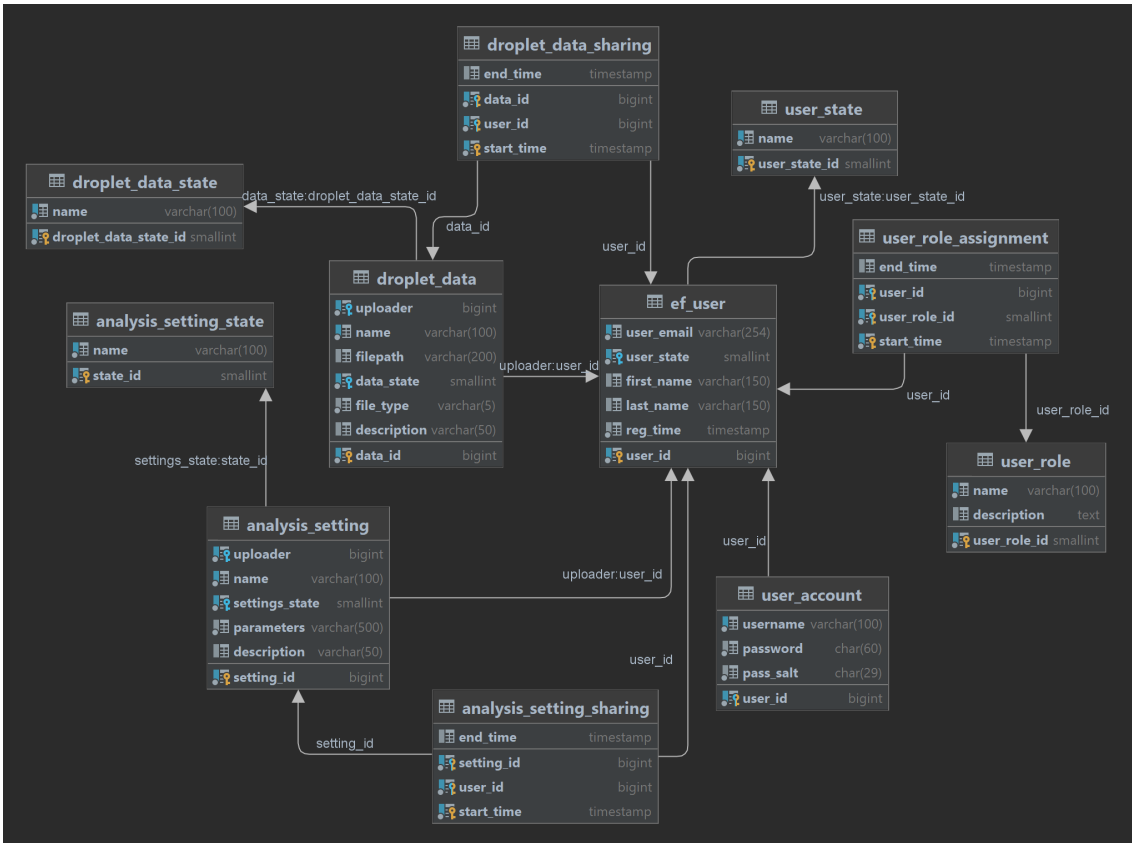 droplet_data_sharing
end_time timestamp
data_id bigint
user_id bigint
start_time timestamp
user_state
name varchar(100)
user_state_id smallint
droplet_data_state
name varchar(100)
droplet_data_state_id smallint
data_state:droplet_data_state_id
data_id
user_id
user_state:user_state_id
user_role_assignment
end_time timestamp
user_id bigint
user_role_id smallint
start_time timestamp
droplet_data
uploader bigint
name varchar(100)
filepath varchar(200)
data_state smallint
file_type varchar(5)
description varchar(50)
data_id bigint
ef_user
user_email varchar(254)
user_state smallint
first_name varchar(150)
last_name varchar(150)
reg_time timestamp
user_id bigint
analysis_setting_state
name varchar(100)
state_id smallint
uploader:user_id
user_id
user_role_id
settings_state:state_id
user_role
name varchar(100)
description text
user_role_id smallint
analysis_setting
uploader bigint
name varchar(100)
settings_state smallint
parameters varchar(500)
description varchar(50)
setting_id bigint
uploader:user_id
user_id
user_account
username varchar(100)
password char(60)
pass_salt char(29)
user_id bigint
user_id
setting_id
analysis_setting_sharing
end_time timestamp
setting_id bigint
user_id bigint
start_time timestamp